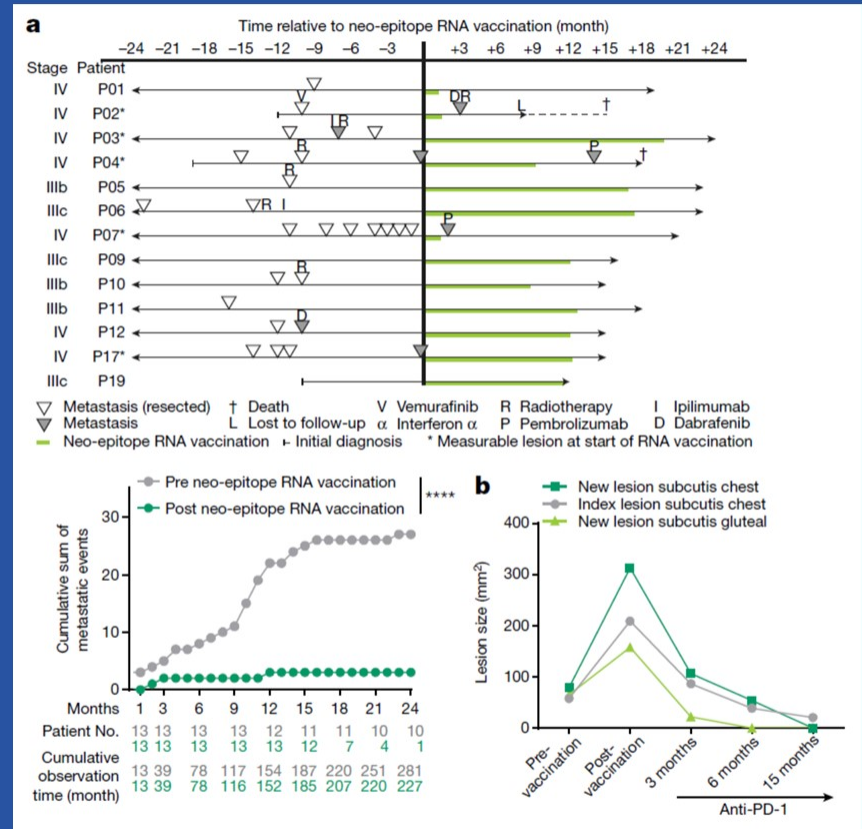 a
Time relative to neo-epitope RNA vaccination (month)
−24 −21 −18 −15 −12 −9 −6 −3 +3 +6 +9 +12 +15 +18 +21 +24
Stage Patient
IV P01
V DR
IV P02* L †
I R
IV P03*
R P
IV P04* †
R
IIIb P05
IIIc P06 R I
P
IV P07*
IIIc P09
R
IIIb P10
IIIb P11
D
IV P12
IV P17*
IIIc P19
Metastasis (resected) † Death V Vemurafinib R Radiotherapy I Ipilimumab
Metastasis L Lost to follow-up α Interferon α P Pembrolizumab D Dabrafenib
Neo-epitope RNA vaccination Initial diagnosis * Measurable lesion at start of RNA vaccination
Pre neo-epitope RNA vaccination
Post neo-epitope RNA vaccination
****
Cumulative sum of
metastatic events
30
20
10
0
Months 1 3 6 9 12 15 18 21 24
Patient No. 13 13 13 13 12 11 11 10 10
13 13 13 13 13 12 7 4 1
Cumulative
observation
time (month)
13 39 78 117 154 187 220 251 281
13 39 78 116 152 185 207 220 227
b
New lesion subcutis chest
Index lesion subcutis chest
New lesion subcutis gluteal
Lesion size (mm²)
400
300
200
100
0
Pre-
vaccination
Post-
vaccination
3 months
6 months
15 months
Anti-PD-1